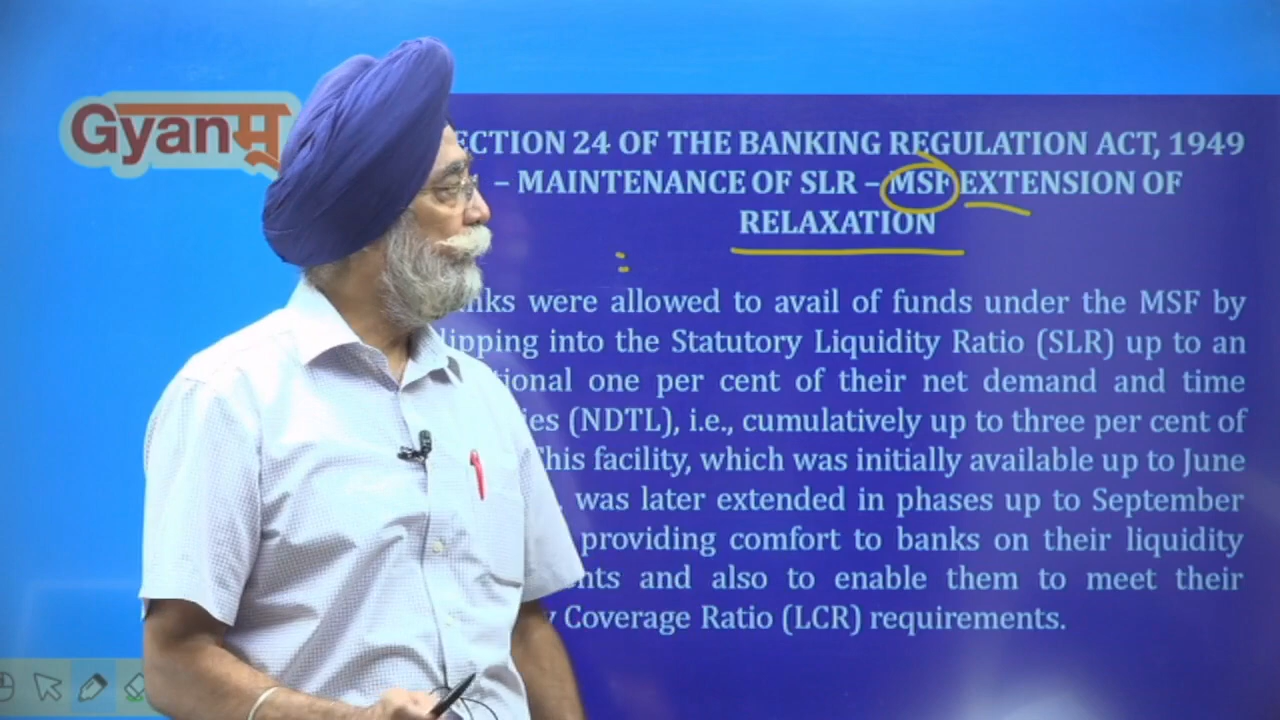 Gyanम्
ECTION 24 OF THE BANKING REGULATION ACT, 1949
– MAINTENANCE OF SLR – MSF EXTENSION OF
RELAXATION
nks were allowed to avail of funds under the MSF by
ipping into the Statutory Liquidity Ratio (SLR) up to an
tional one per cent of their net demand and time
ies (NDTL), i.e., cumulatively up to three per cent of
his facility, which was initially available up to June
, was later extended in phases up to September
providing comfort to banks on their liquidity
nts and also to enable them to meet their
y Coverage Ratio (LCR) requirements.